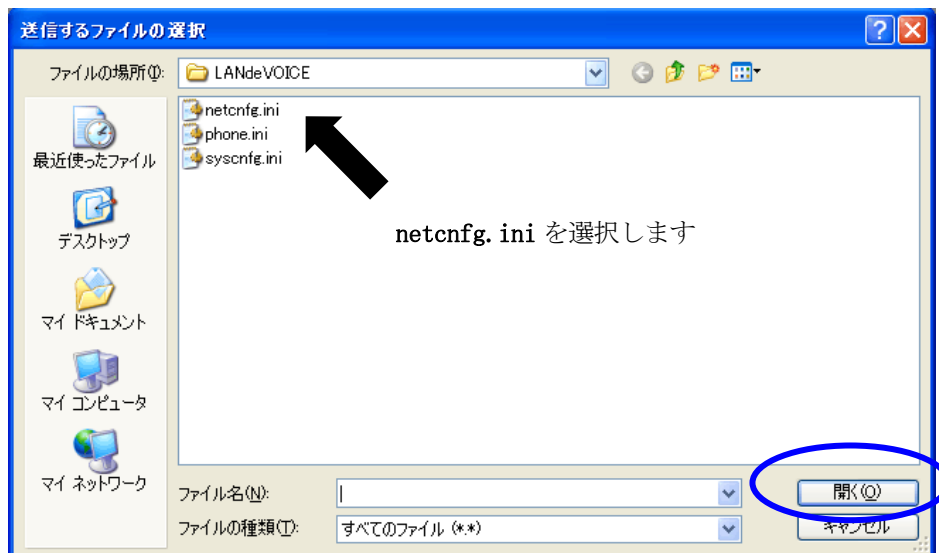 送信するファイルの選択
ファイルの場所(I):
LANdeVOICE
netcnfg.ini
phone.ini
syscnfg.ini
最近使ったファイル
デスクトップ
マイ ドキュメント
マイ コンピュータ
マイ ネットワーク
netcnfg.ini を選択します
ファイル名(N):
開く(O)
ファイルの種類(T):
すべてのファイル (*.*)
キャンセル